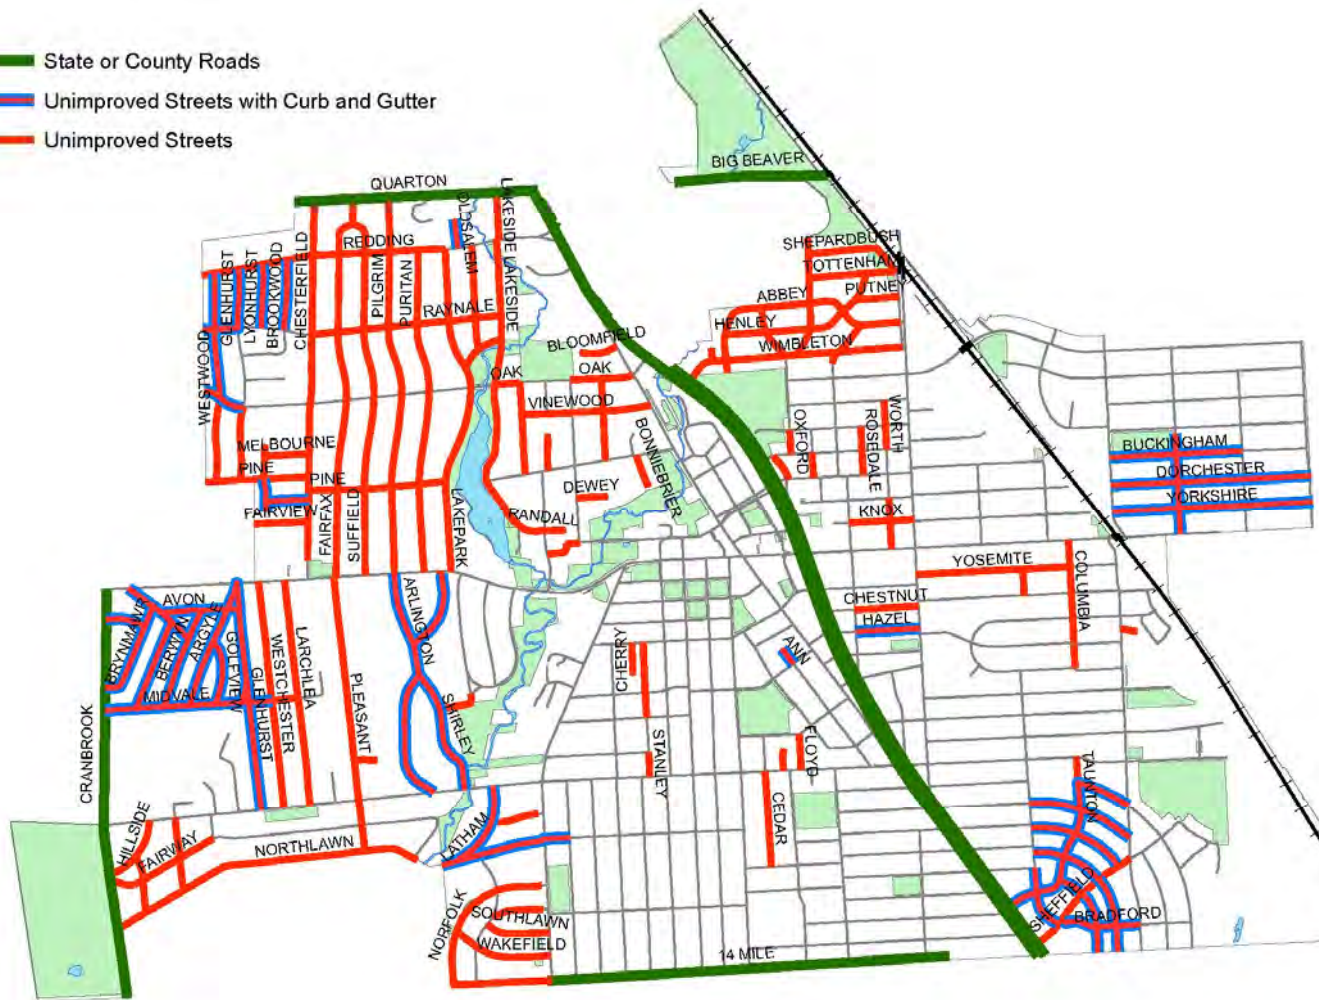 State or County Roads
Unimproved Streets with Curb and Gutter
Unimproved Streets
BIG BEAVER
QUARTON
OLDSALEM
LAKESIDE
LAKESIDE
REDDING
SHEPARDBUSH
TOTTENHAM
GLENHURST
LYONHURST
BROOKWOOD
CHESTERFIELD
PILGRIM
PURITAN
RAYNALE
ABBEY
PUTNEY
HENLEY
WIMBLETON
BLOOMFIELD
WESTWOOD
OAK
OAK
VINEWOOD
OXFORD
ROSEDALE
WORTH
BONNIEBRIER
MELBOURNE
PINE
PINE
BUCKINGHAM
DORCHESTER
YORKSHIRE
FAIRVIEW
FAIRFAX
SUFFIELD
LAKEPARK
DEWEY
RANDALL
KNOX
YOSEMITE
COLUMBIA
CHESTNUT
HAZEL
AVON
BRYNMAWR
BERWYN
ARGYLE
GOLFVIEW
MIDVALE
GLENHURST
WESTCHESTER
LARCHLEA
PLEASANT
ARLINGTON
SHIRLEY
CHERRY
ANN
STANLEY
FLOYD
CEDAR
CRANBROOK
TAUNTON
HILLSIDE
FAIRWAY
NORTHLAWN
LATHAM
SHEFFIELD
BRADFORD
NORFOLK
SOUTHLAWN
WAKEFIELD
14 MILE